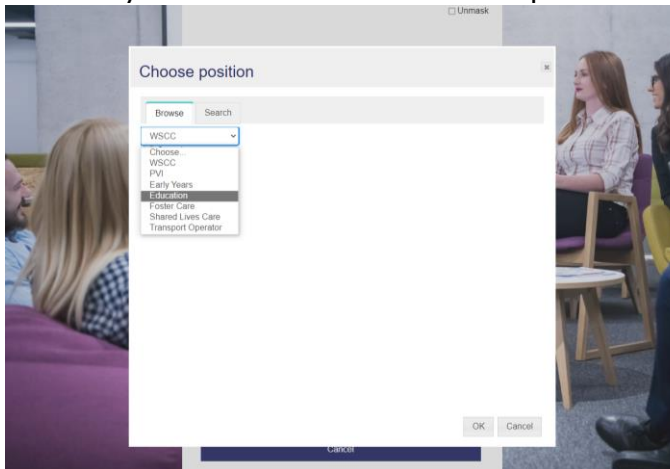 Unmask
Choose position
Browse Search
WSCC
Choose...
WSCC
PVI
Early Years
Education
Foster Care
Shared Lives Care
Transport Operator
OK Cancel
Cancel